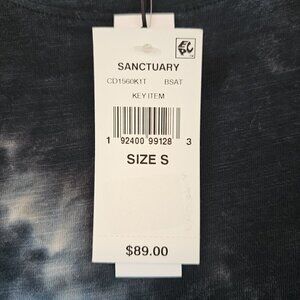 SANCTUARY
CD1560K1T BSAT
KEY ITEM
1 92400 99128 3
SIZE S
$89.00